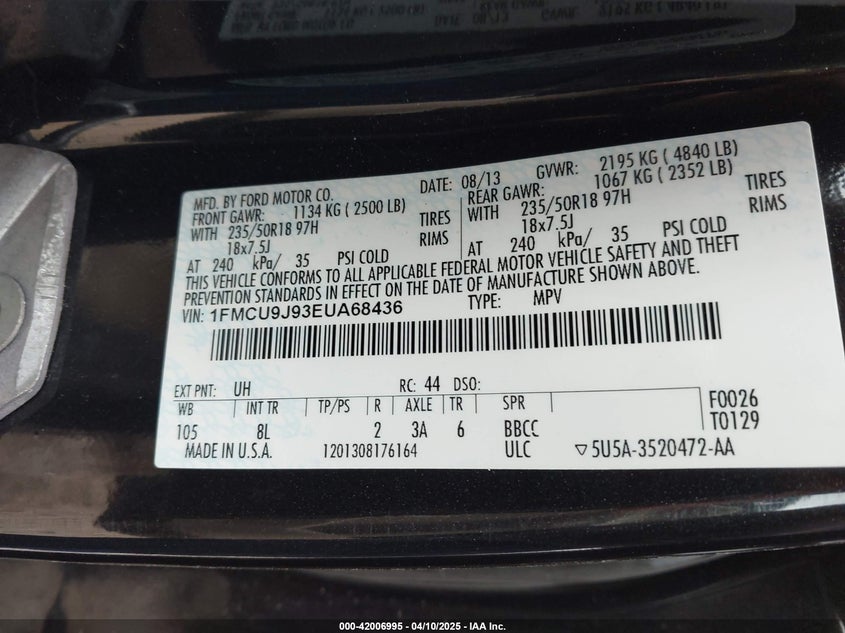 MFD. BY FORD MOTOR CO.
DATE: 08/13 GVWR: 2195 KG ( 4840 LB)
FRONT GAWR: 1134 KG ( 2500 LB) REAR GAWR: 1067 KG ( 2352 LB)
WITH 235/50R18 97H TIRES WITH 235/50R18 97H TIRES
18x7.5J RIMS 18x7.5J RIMS
AT 240 kPa/ 35 PSI COLD AT 240 kPa/ 35 PSI COLD
THIS VEHICLE CONFORMS TO ALL APPLICABLE FEDERAL MOTOR VEHICLE SAFETY AND THEFT
PREVENTION STANDARDS IN EFFECT ON THE DATE OF MANUFACTURE SHOWN ABOVE.
VIN: 1FMCU9J93EUA68436 TYPE: MPV
EXT PNT: UH RC: 44 DSO:
WB INT TR TP/PS R AXLE TR SPR F0026
105 8L 2 3A 6 BBCC T0129
MADE IN U.S.A. 1201308176164 ULC ▽5U5A-3520472-AA
000-42006995 - 04/10/2025 - IAA Inc.